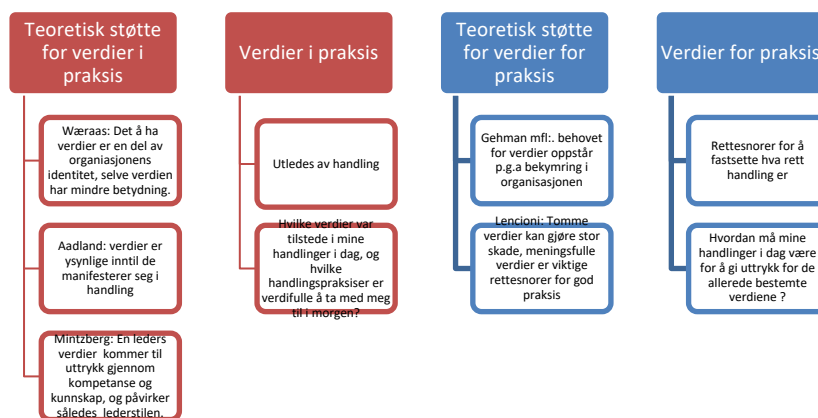 Teoretisk støtte
for verdier i
praksis
Wæraas: Det å ha
verdier er en del av
organiasjonens
identitet, selve verdien
har mindre betydning.
Aadland: verdier er
ysynlige inntil de
manifesterer seg i
handling
Mintzberg: En leders
verdier kommer til
uttrykk gjennom
kompetanse og
kunnskap, og påvirker
således lederstilen.
Verdier i praksis
Utledes av handling
Hvilke verdier var
tilstede i mine
handlinger i dag, og
hvilke
handlingspraksiser er
verdifulle å ta med meg
til i morgen?
Teoretisk støtte
for verdier for
praksis
Gehman mfl:. behovet
for verdier oppstår
p.g.a bekymring i
organisasjonen
Lencioni: Tomme
verdier kan gjøre stor
skade, meningsfulle
verdier er viktige
rettesnorer for god
praksis
Verdier for praksis
Rettesnorer for å
fastsette hva rett
handling er
Hvordan må mine
handlinger i dag være
for å gi uttrykk for de
allerede bestemte
verdiene ?